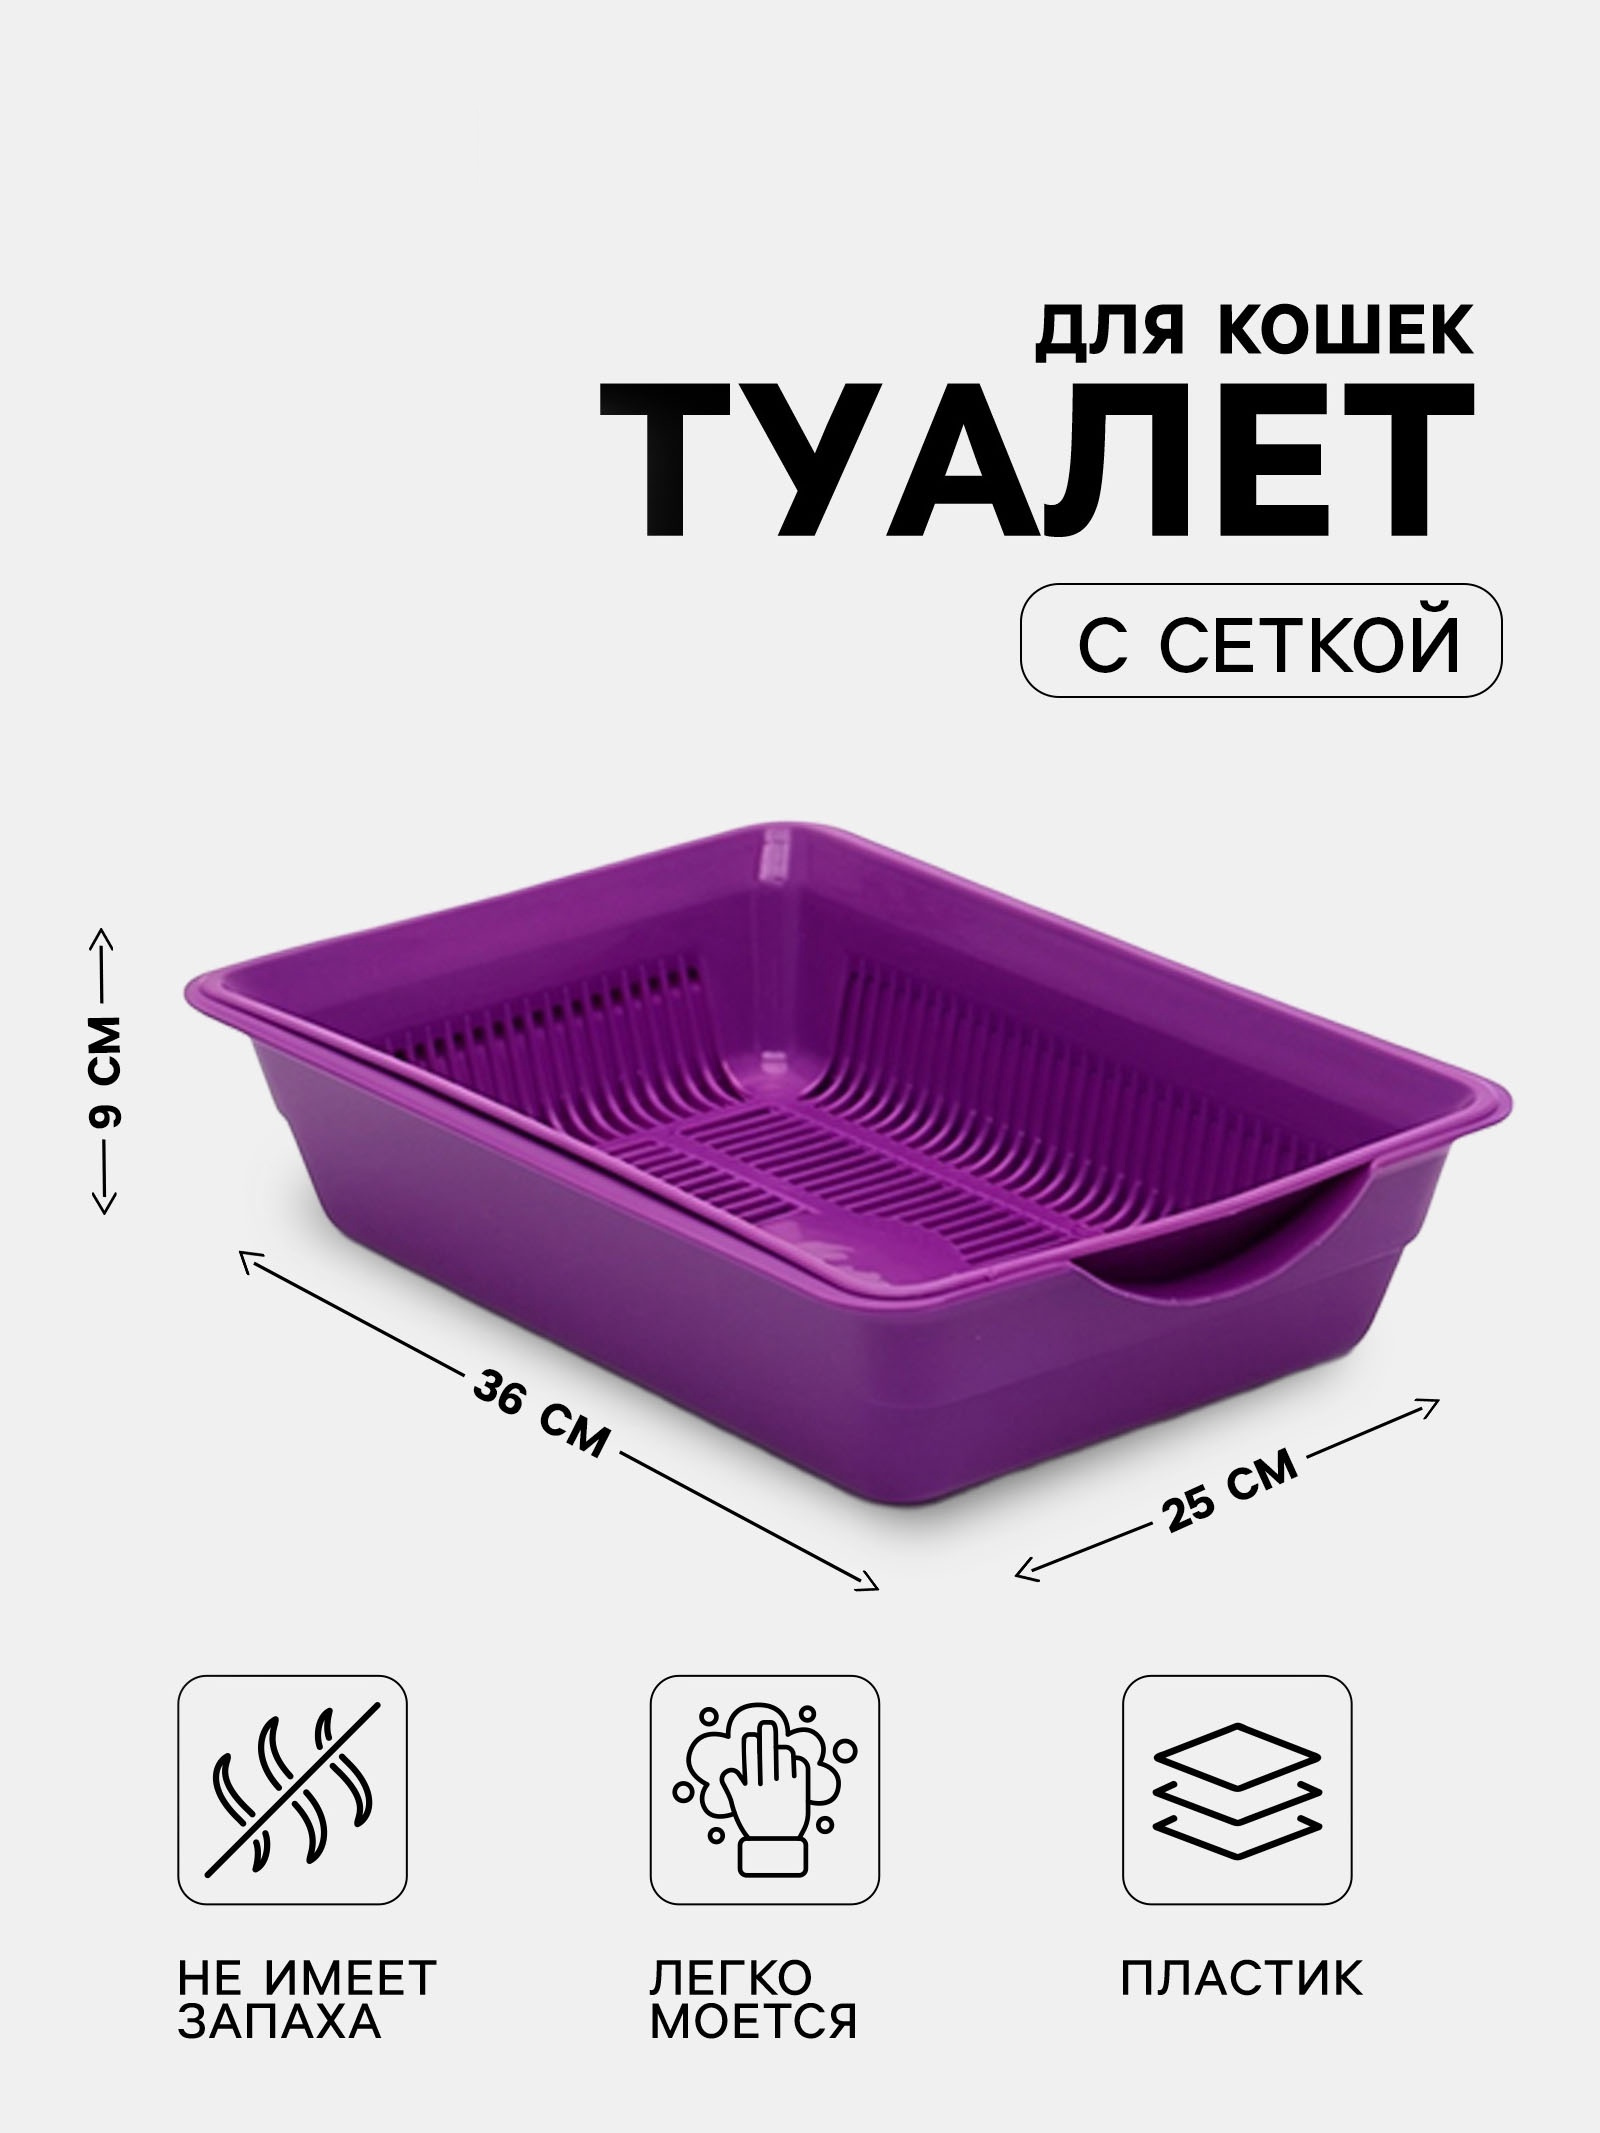 ДЛЯ КОШЕК
ТУАЛЕТ
С СЕТКОЙ
9 СМ
36 СМ
25 СМ
НЕ ИМЕЕТ
ЗАПАХА
ЛЕГКО
МОЕТСЯ
ПЛАСТИК